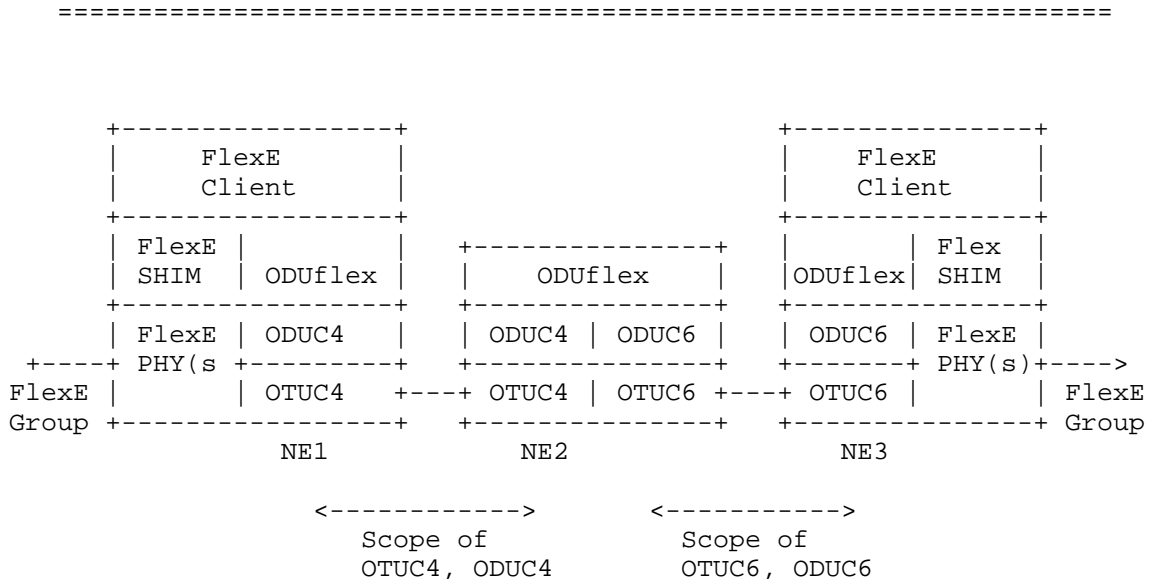 =================================================================
+-----------------+ +---------------+
| FlexE | | FlexE |
| Client | | Client |
+-----------------+ +---------------+
| FlexE | | +---------------+ | | Flex |
| SHIM | ODUflex | | ODUflex | |ODUflex| SHIM |
+-----------------+ +---------------+ +---------------+
| FlexE | ODUC4 | | ODUC4 | ODUC6 | | ODUC6 | FlexE |
+----+ PHY(s +---------+ +---------------+ +-------+ PHY(s)+---->
FlexE | | OTUC4 +---+ OTUC4 | OTUC6 +---+ OTUC6 | | FlexE
Group +-----------------+ +---------------+ +---------------+ Group
NE1 NE2 NE3
<------------> <----------->
Scope of Scope of
OTUC4, ODUC4 OTUC6, ODUC6